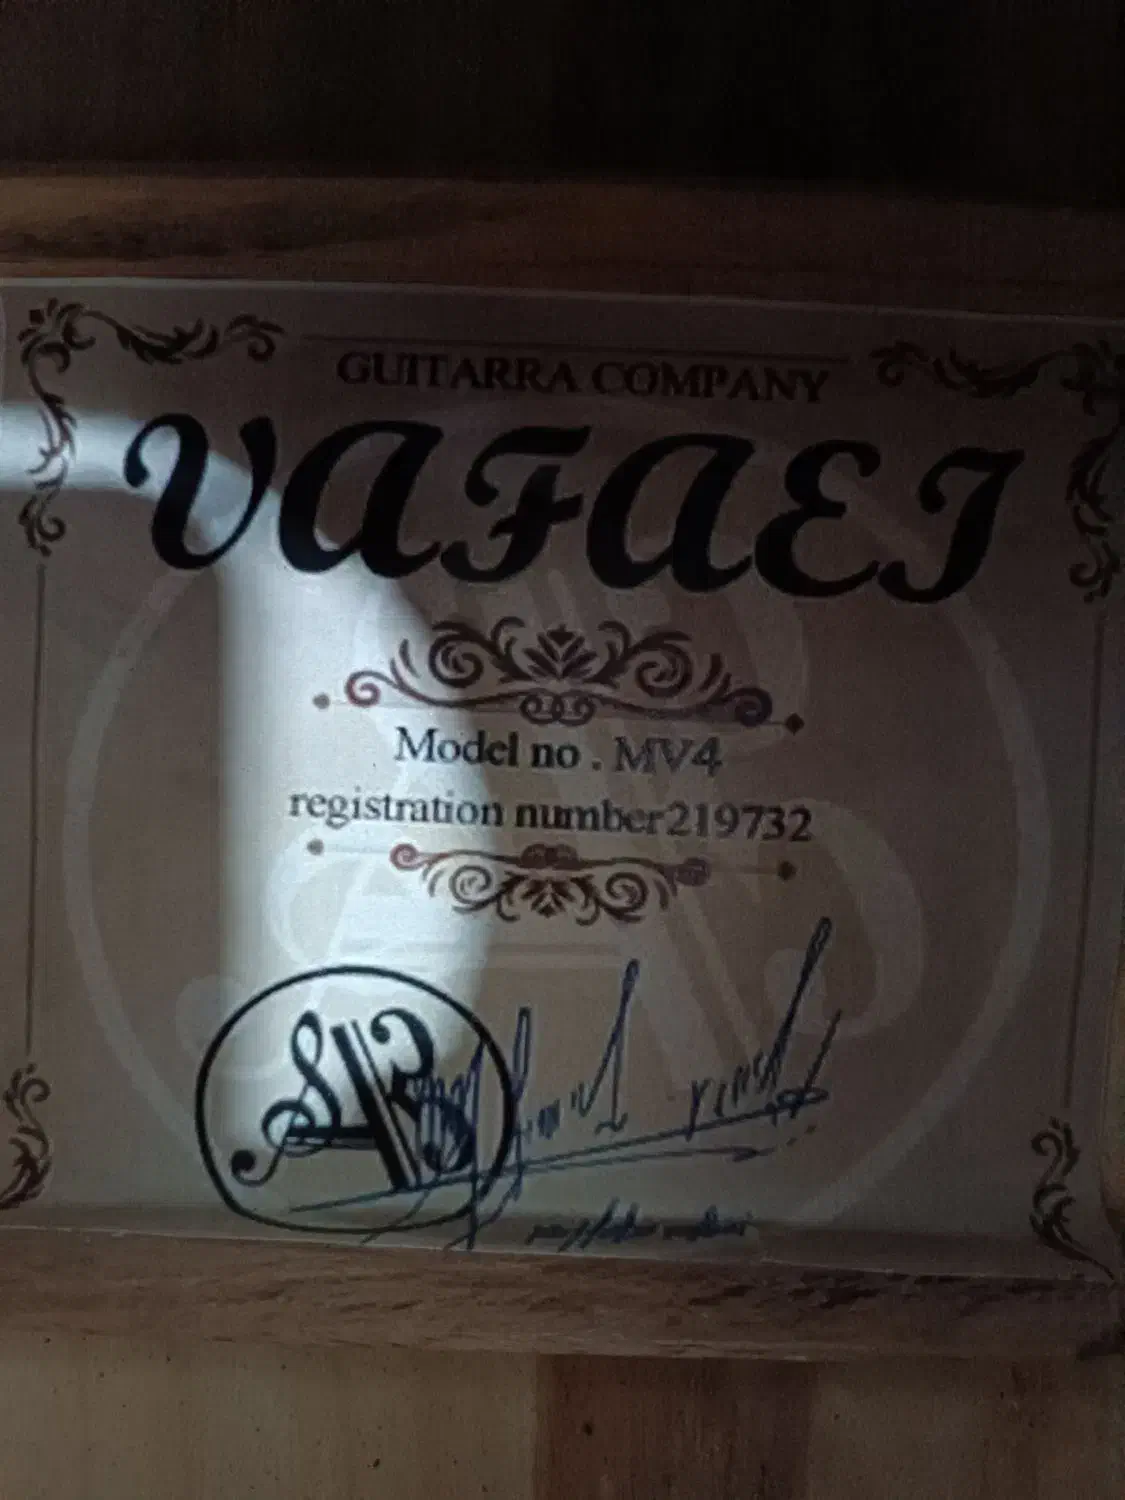 GUITARRA COMPANY
VAFAEI
Model no . MV4
registration number219732